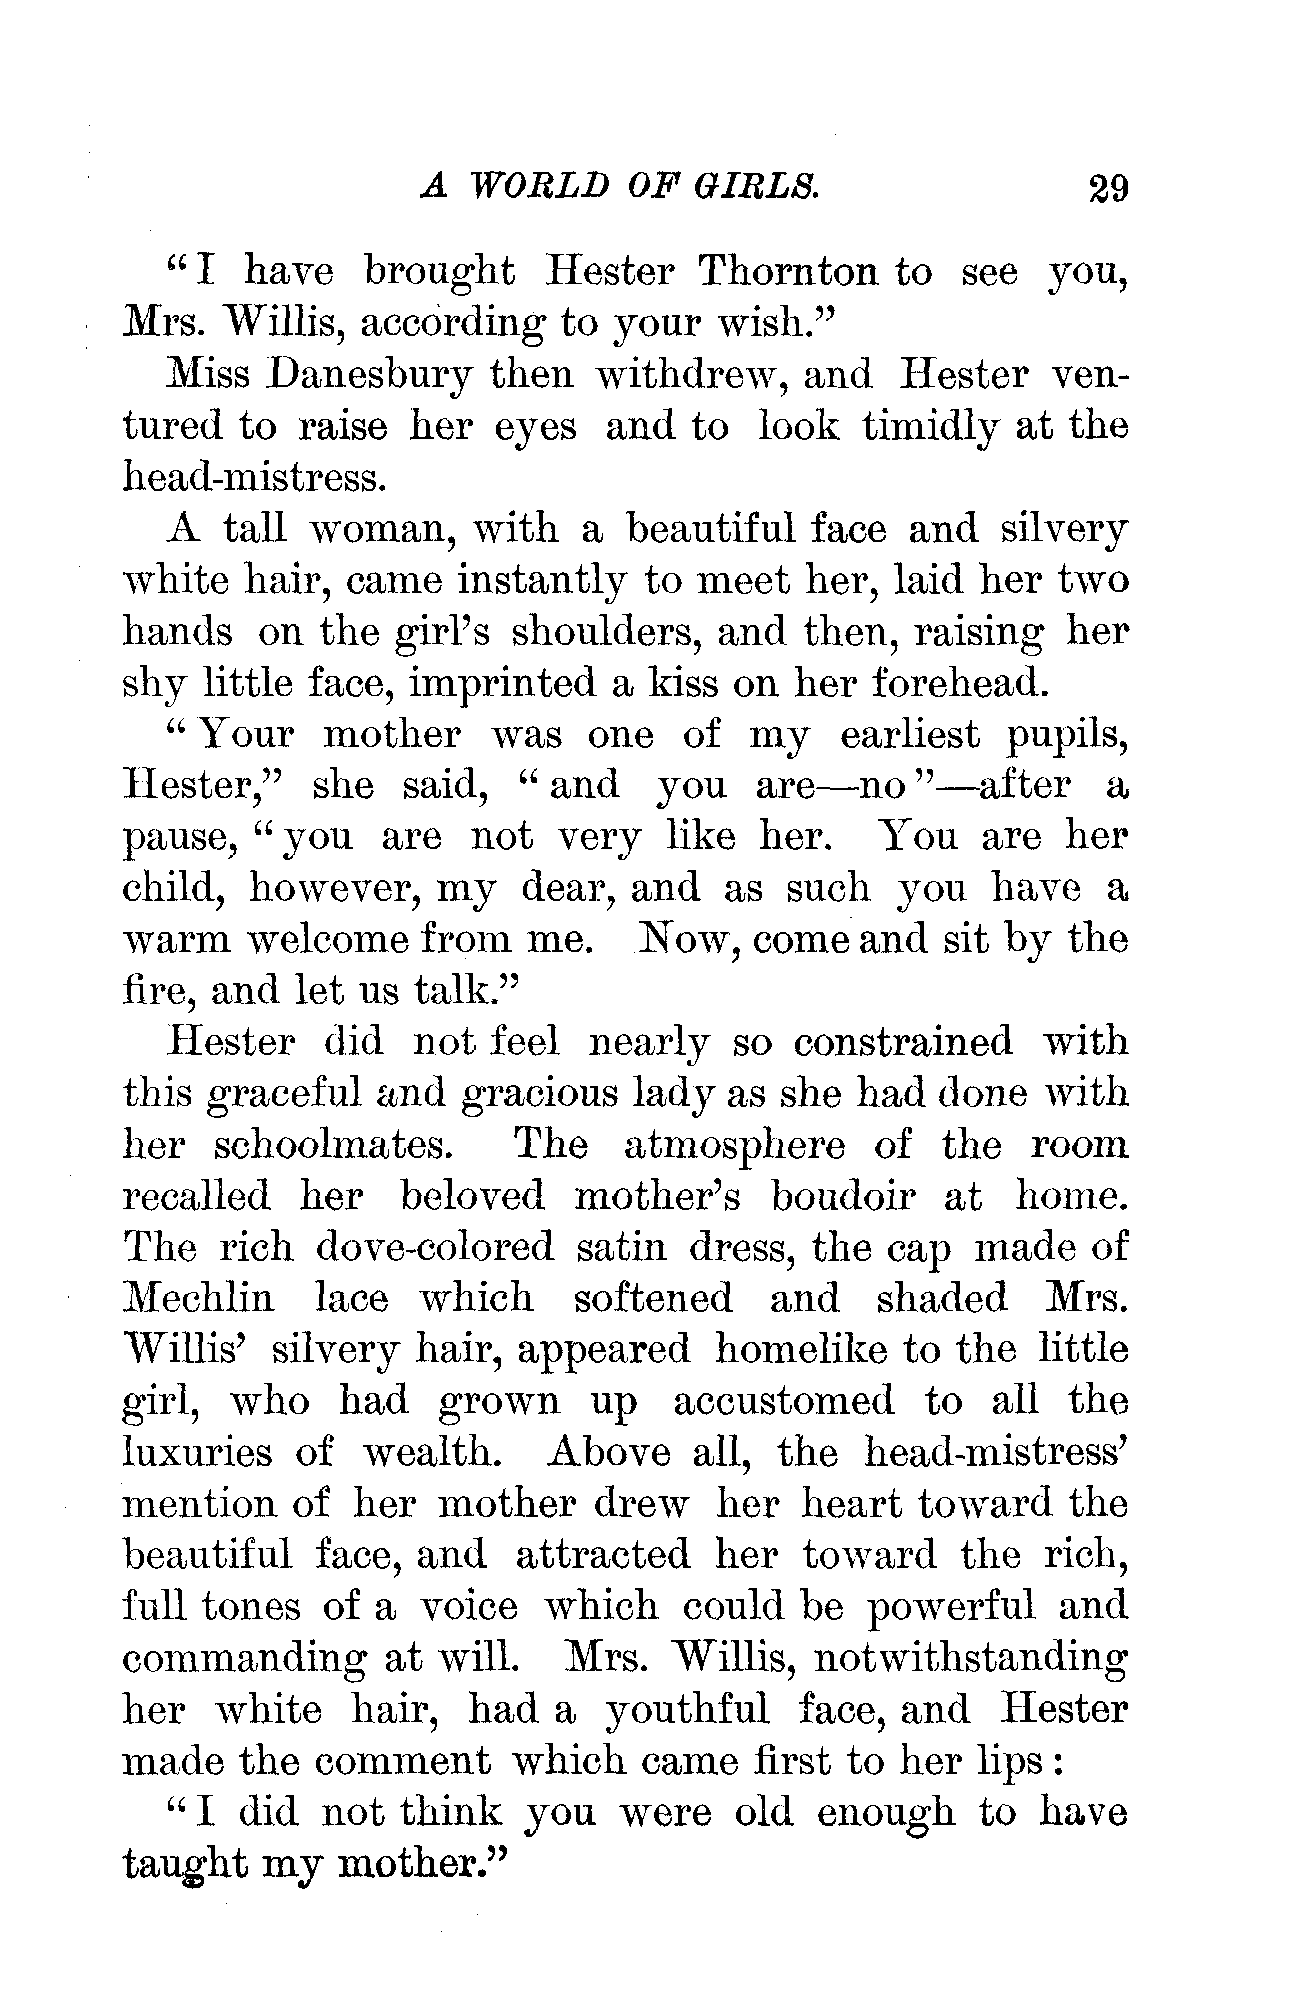 A WORLD OF GIRLS. 29
“I have brought Hester Thornton to see you,
Mrs. Willis, according to your wish.”
Miss Danesbury then withdrew, and Hester ven-
tured to raise her eyes and to look timidly at the
head-mistress.
A tall woman, with a beautiful face and silvery
white hair, came instantly to meet her, laid her two
hands on the girl’s shoulders, and then, raising her
shy little face, imprinted a kiss on her forehead.
“Your mother was one of my earliest pupils,
Hester,” she said, “and you are—no”—after a
pause, “you are not very like her. You are her
child, however, my dear, and as such you have a
warm welcome from me. Now, come and sit by the
fire, and let us talk.”
Hester did not feel nearly so constrained with
this graceful and gracious lady as she had done with
her schoolmates. The atmosphere of the room
recalled her beloved mother’s boudoir at home.
The rich dove-colored satin dress, the cap made of
Mechlin lace which softened and shaded Mrs.
Willis’ silvery hair, appeared homelike to the little
girl, who had grown up accustomed to all the
luxuries of wealth. Above all, the head-mistress’
mention of her mother drew her heart toward the
beautiful face, and attracted her toward the rich,
full tones of a voice which could be powerful and
commanding at will. Mrs. Willis, notwithstanding
her white hair, had a youthful face, and Hester
made the comment which came first to her lips:
“I did not think you were old enough to have
taught my mother.”